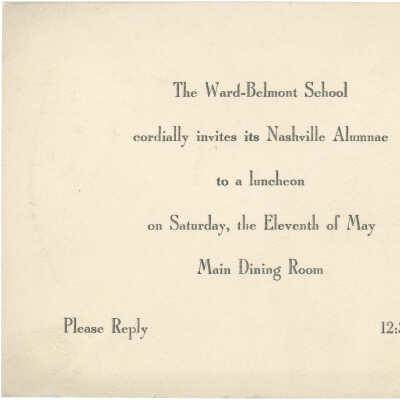 The Ward-Belmont School
cordially invites its Nashville Alumnae
to a luncheon
on Saturday, the Eleventh of May
Main Dining Room
Please Reply